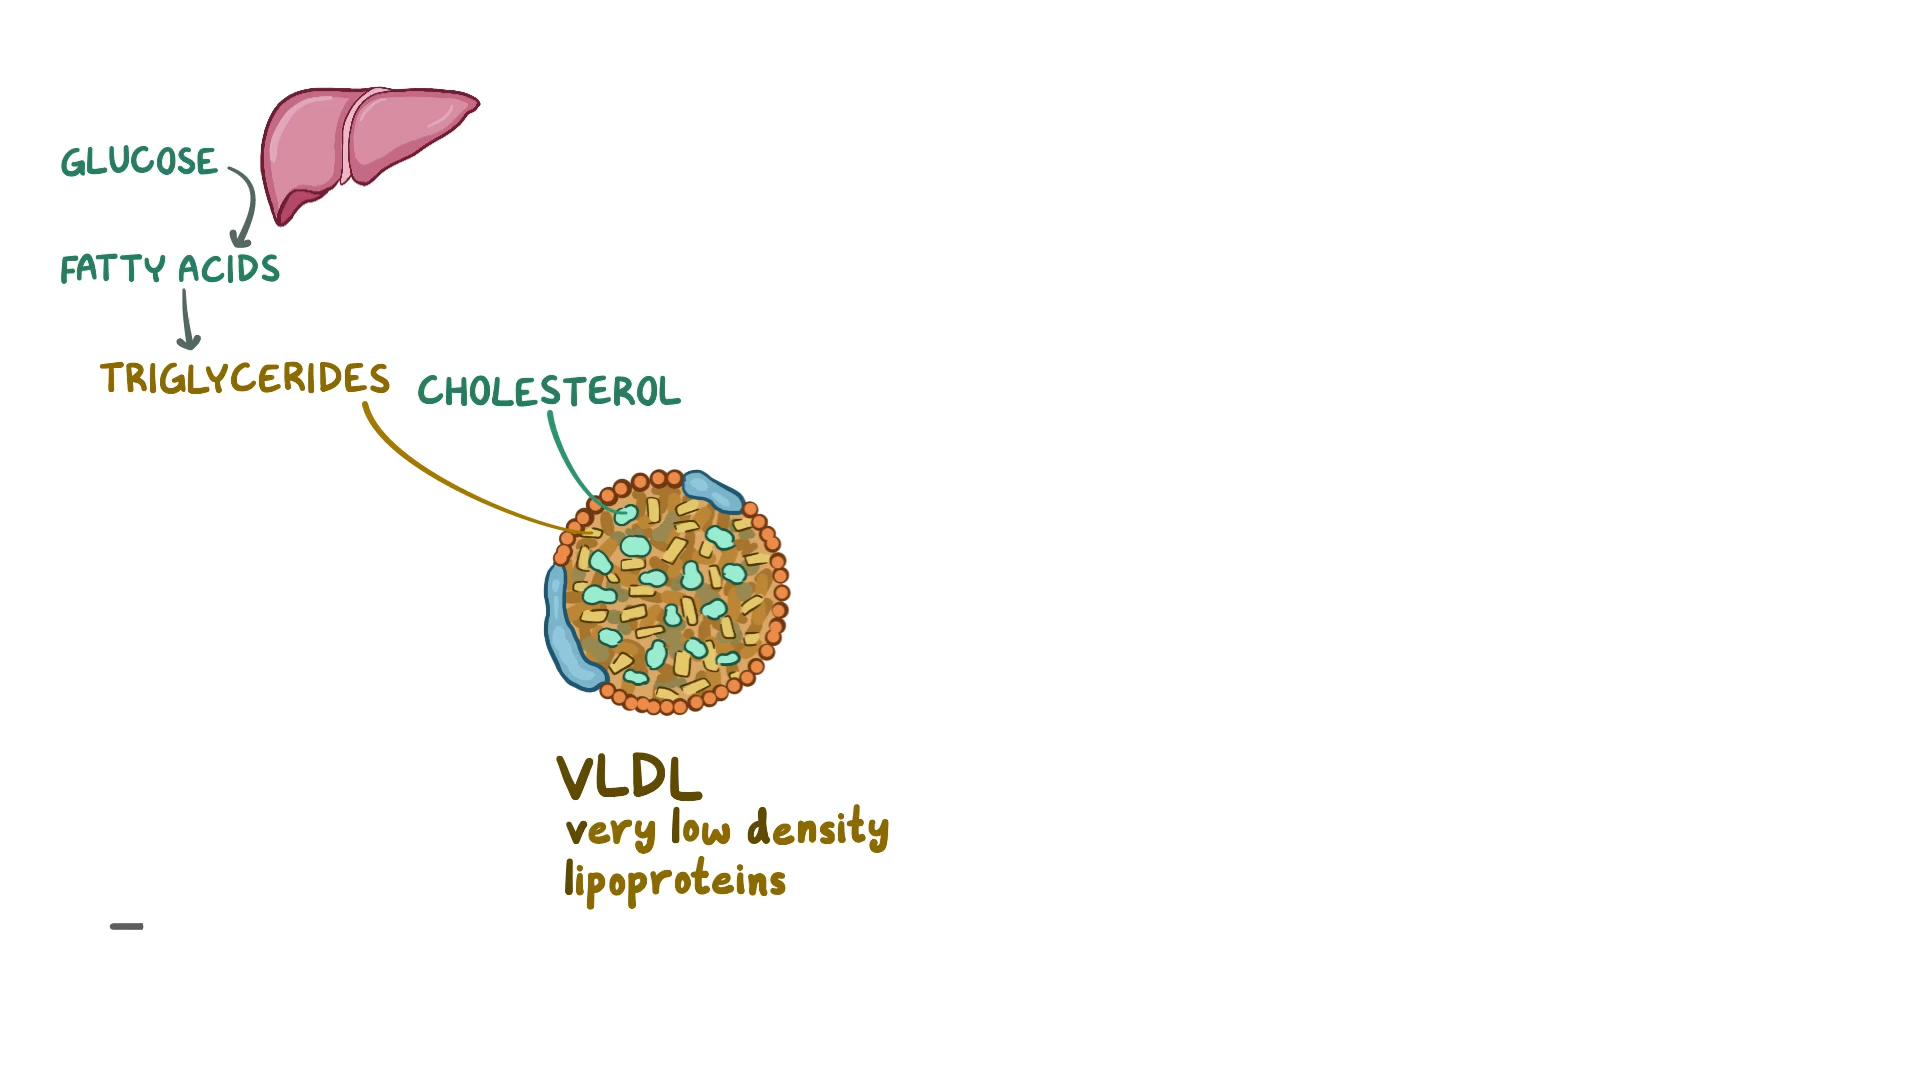 GLUCOSE
FATTY ACIDS
TRIGLYCERIDES
CHOLESTEROL
VLDL
very low density
lipoproteins